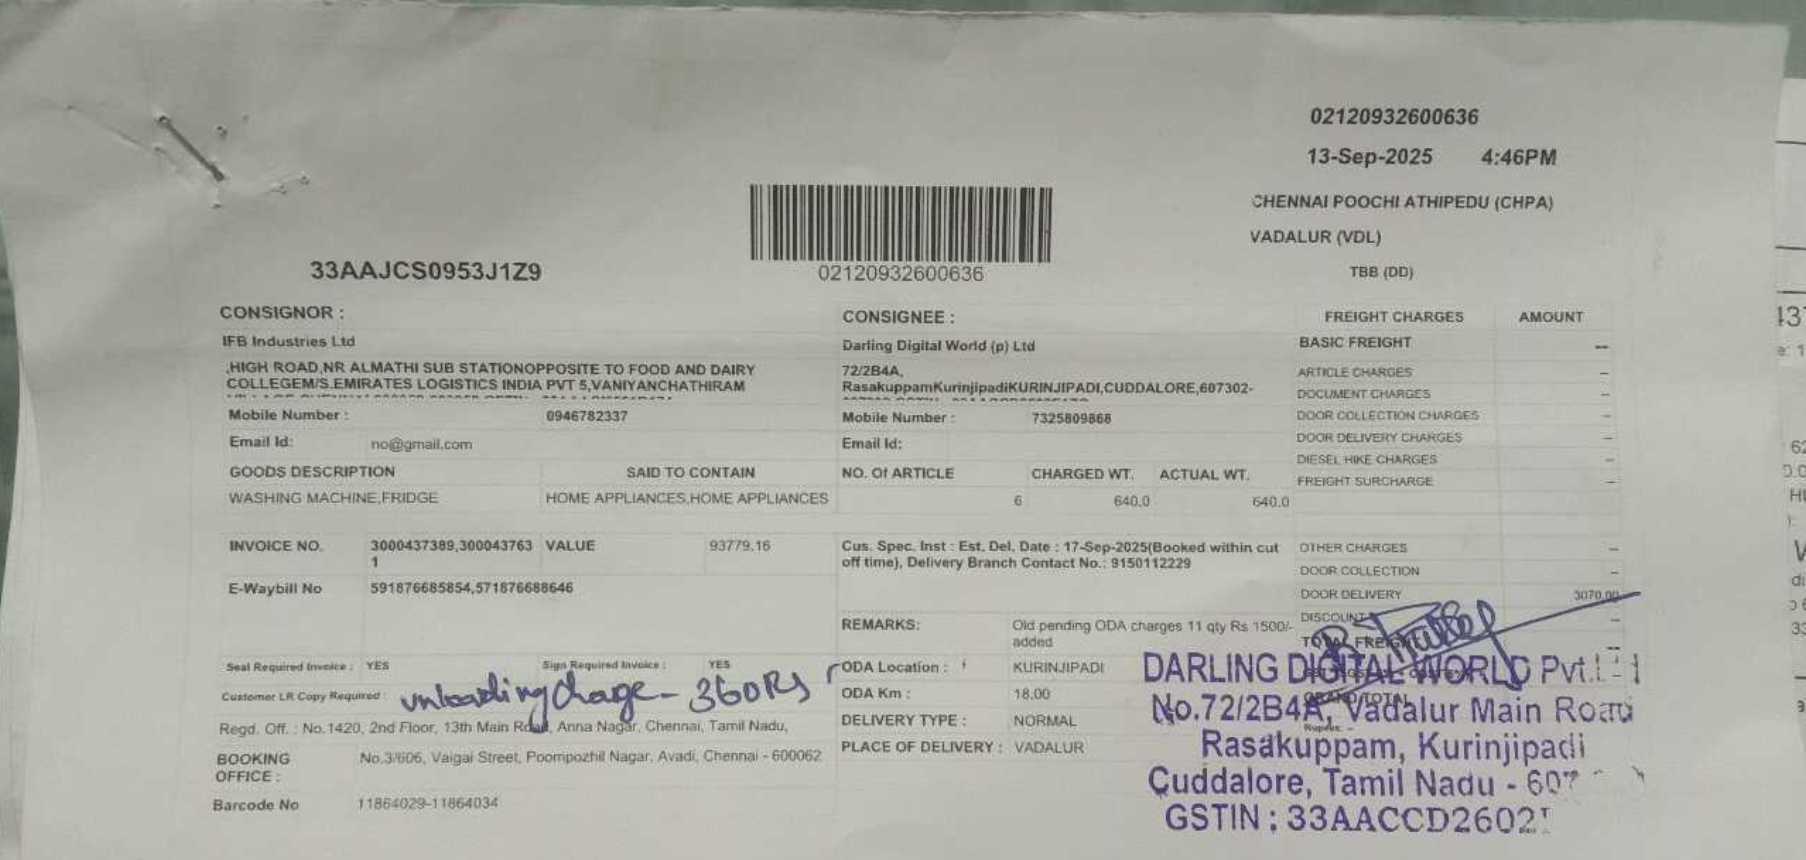 02120932600636
13-Sep-2025 4:46PM
CHENNAI POOCHI ATHIPEDU (CHPA)
VADALUR (VDL)
TBB (DD)
33AAJCS0953J1Z9
02120932600636
CONSIGNOR :
IFB Industries Ltd
,HIGH ROAD,NR ALMATHI SUB STATIONOPPOSITE TO FOOD AND DAIRY
COLLEGEM/S.EMIRATES LOGISTICS INDIA PVT 5,VANIYANCHATHIRAM
Mobile Number : 0946782337
Email Id: no@gmail.com
GOODS DESCRIPTION SAID TO CONTAIN
WASHING MACHINE,FRIDGE HOME APPLIANCES,HOME APPLIANCES
INVOICE NO. 3000437389,300043763 VALUE 93779.16
1
E-Waybill No 591876685854,571876688646
Seal Required Invoice : YES Sign Required Invoice : YES
Customer LR Copy Required : unloading charge - 360 RS
Regd. Off. : No.1420, 2nd Floor, 13th Main Road, Anna Nagar, Chennai, Tamil Nadu,
BOOKING OFFICE : No.3/606, Vaigai Street, Poompozhil Nagar, Avadi, Chennai - 600062
Barcode No 11864029-11864034
CONSIGNEE :
Darling Digital World (p) Ltd
72/2B4A,
RasakuppamKurinjipadiKURINJIPADI,CUDDALORE,607302-
Mobile Number : 7325809868
Email Id:
NO. Of ARTICLE CHARGED WT. ACTUAL WT.
6 640.0 640.0
Cus. Spec. Inst : Est. Del. Date : 17-Sep-2025(Booked within cut
off time), Delivery Branch Contact No.: 9150112229
REMARKS: Old pending ODA charges 11 qty Rs 1500/-
added
ODA Location : KURINJIPADI
ODA Km : 18.00
DELIVERY TYPE : NORMAL
PLACE OF DELIVERY : VADALUR
FREIGHT CHARGES AMOUNT
BASIC FREIGHT --
ARTICLE CHARGES --
DOCUMENT CHARGES --
DOOR COLLECTION CHARGES --
DOOR DELIVERY CHARGES --
DIESEL HIKE CHARGES --
FREIGHT SURCHARGE --
OTHER CHARGES --
DOOR COLLECTION --
DOOR DELIVERY 3070.00
DISCOUNT --
TOTAL FREIGHT
GRAND TOTAL
DARLING DIGITAL WORLD Pvt.
No.72/2B4A, Vadalur Main Road
Rasakuppam, Kurinjipadi
Cuddalore, Tamil Nadu - 607
GSTIN : 33AACCD2602